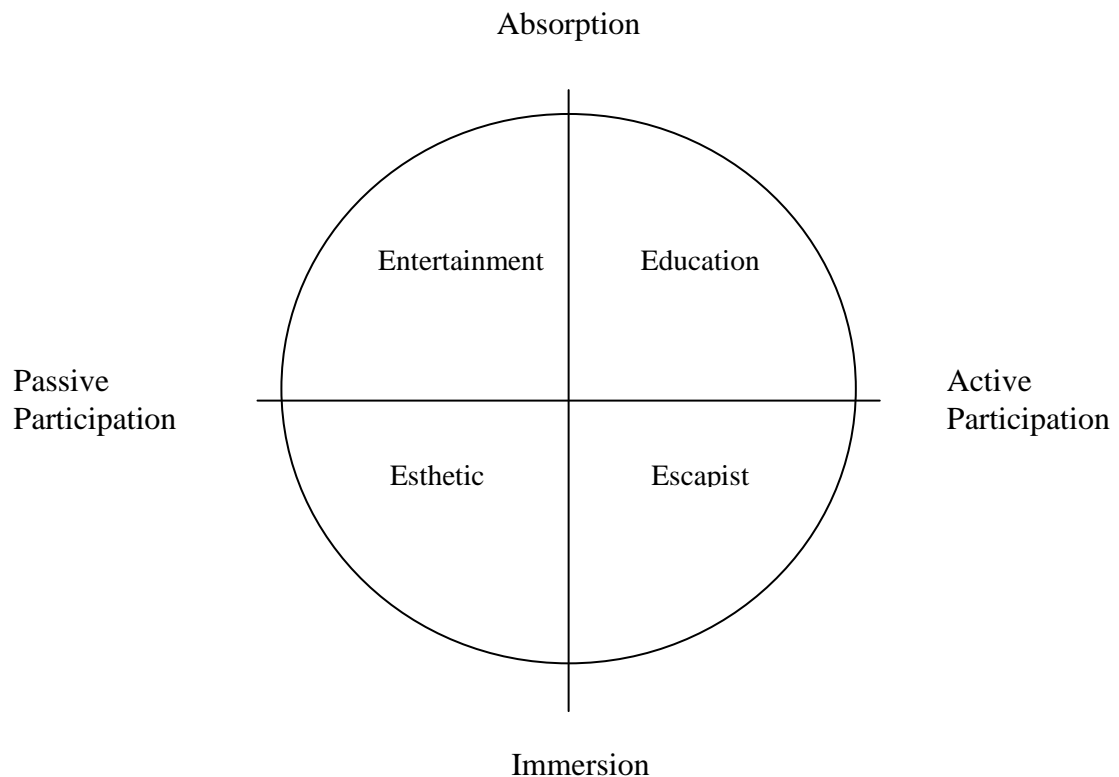 Absorption
Entertainment
Education
Passive
Participation
Active
Participation
Esthetic
Escapist
Immersion